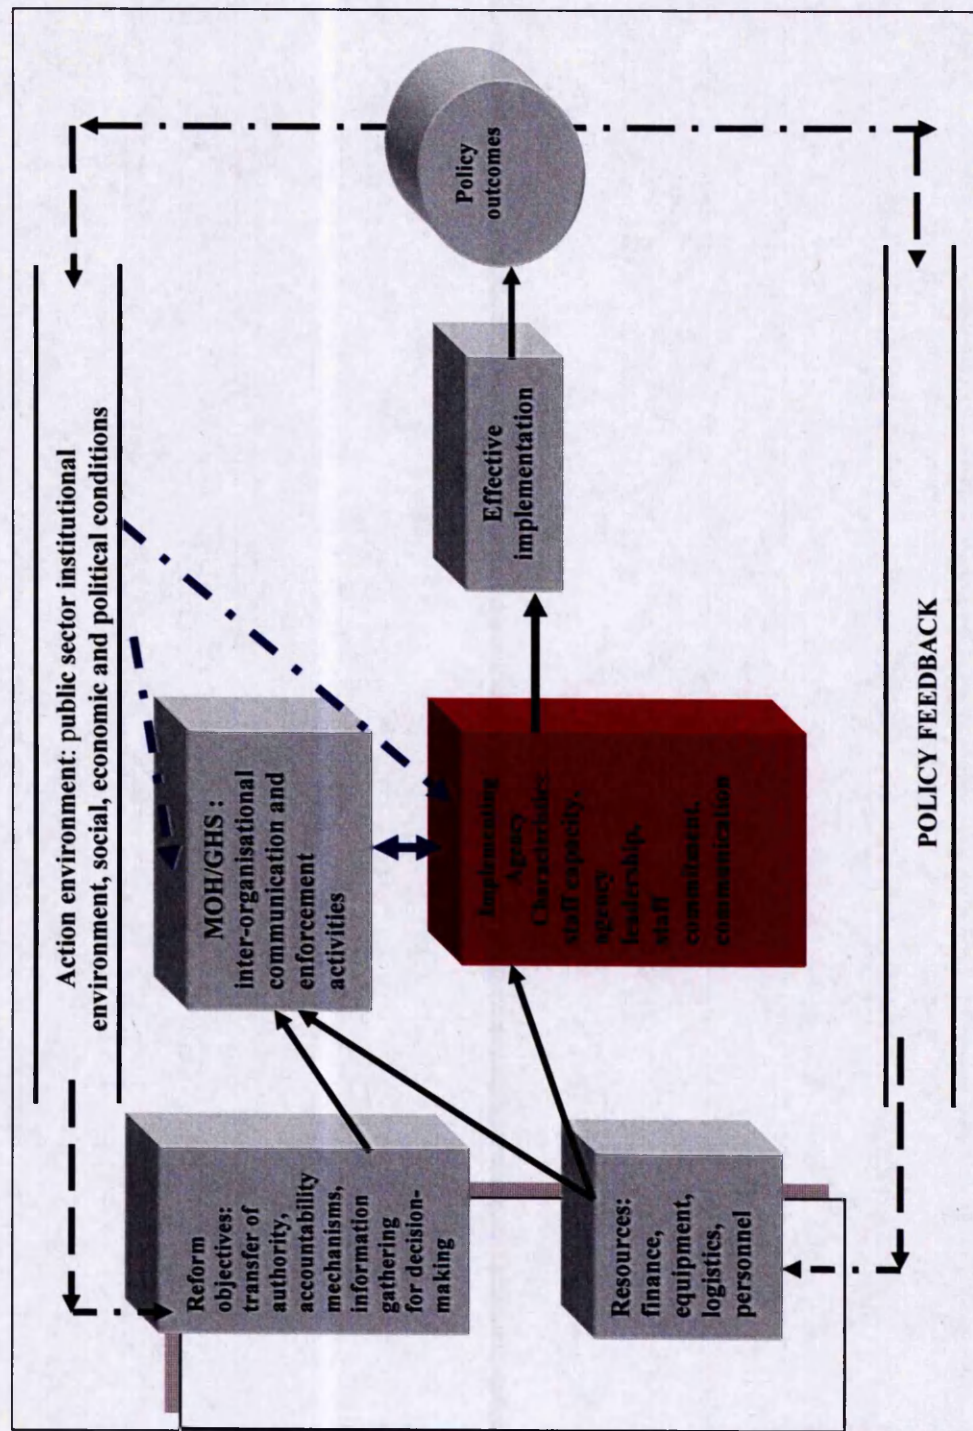 Action environment: public sector institutional
environment, social, economic and political conditions
Reform
objectives:
transfer of
authority,
accountability
mechanisms,
information
gathering
for decision-
making
MOH/GHS :
inter-organisational
communication and
enforcement
activities
Resources:
finance,
equipment,
logistics,
personnel
Implementing
Agency
Characteristics
staff capacity,
agency
leadership,
staff
commitment,
communication
Effective
implementation
Policy
outcomes
POLICY FEEDBACK